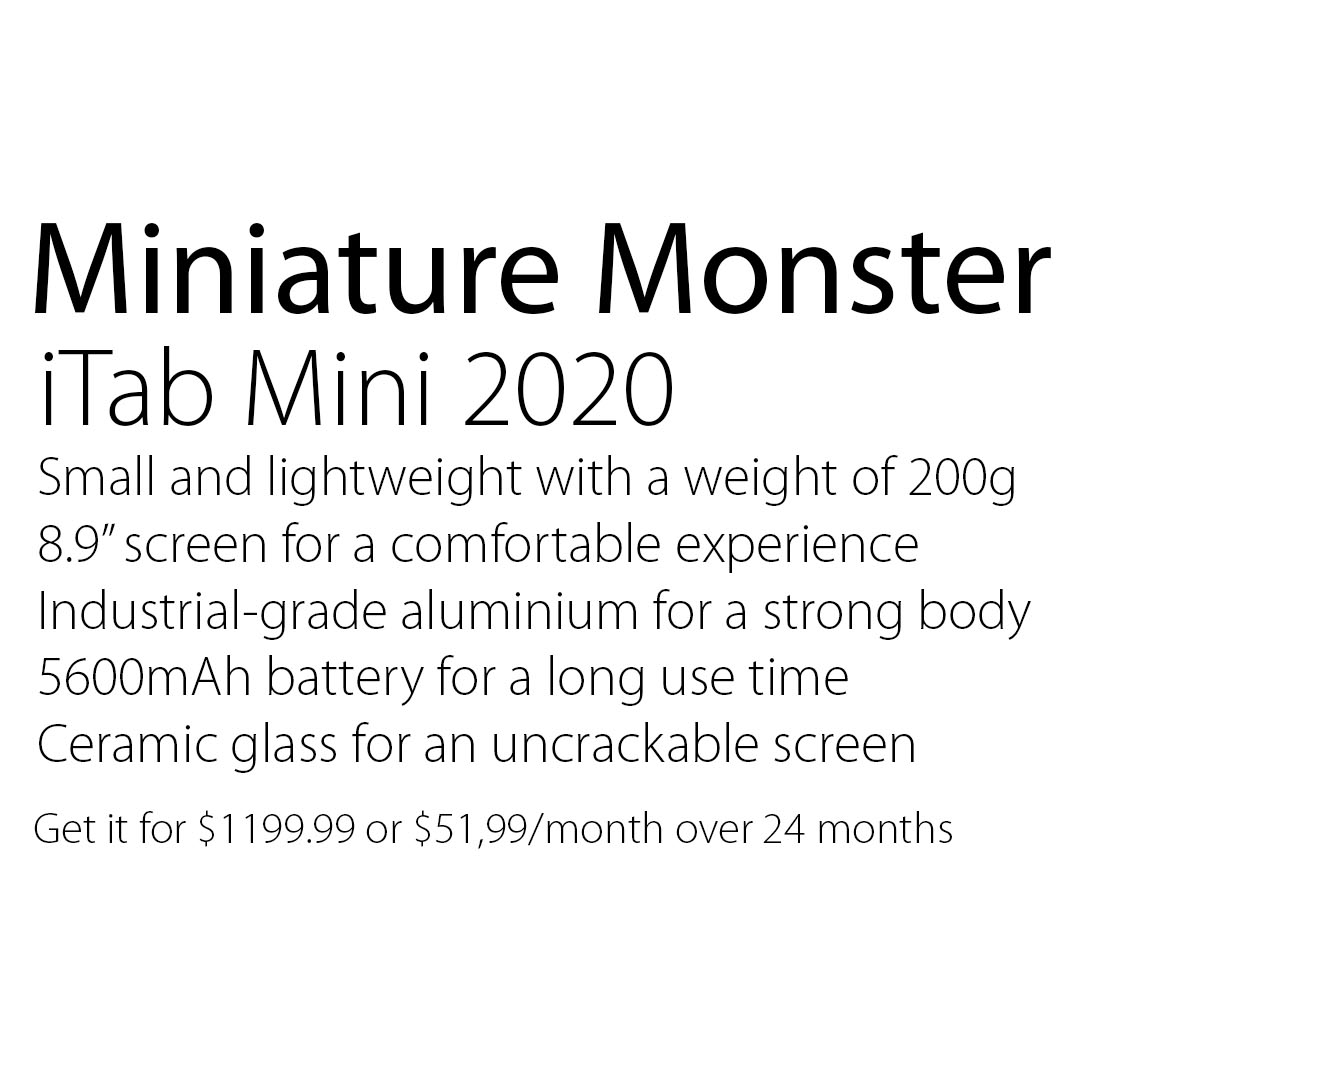 Miniature Monster
iTab Mini 2020
Small and lightweight with a weight of 200g
8.9” screen for a comfortable experience
Industrial-grade aluminium for a strong body
5600mAh battery for a long use time
Ceramic glass for an uncrackable screen
Get it for $1199.99 or $51,99/month over 24 months